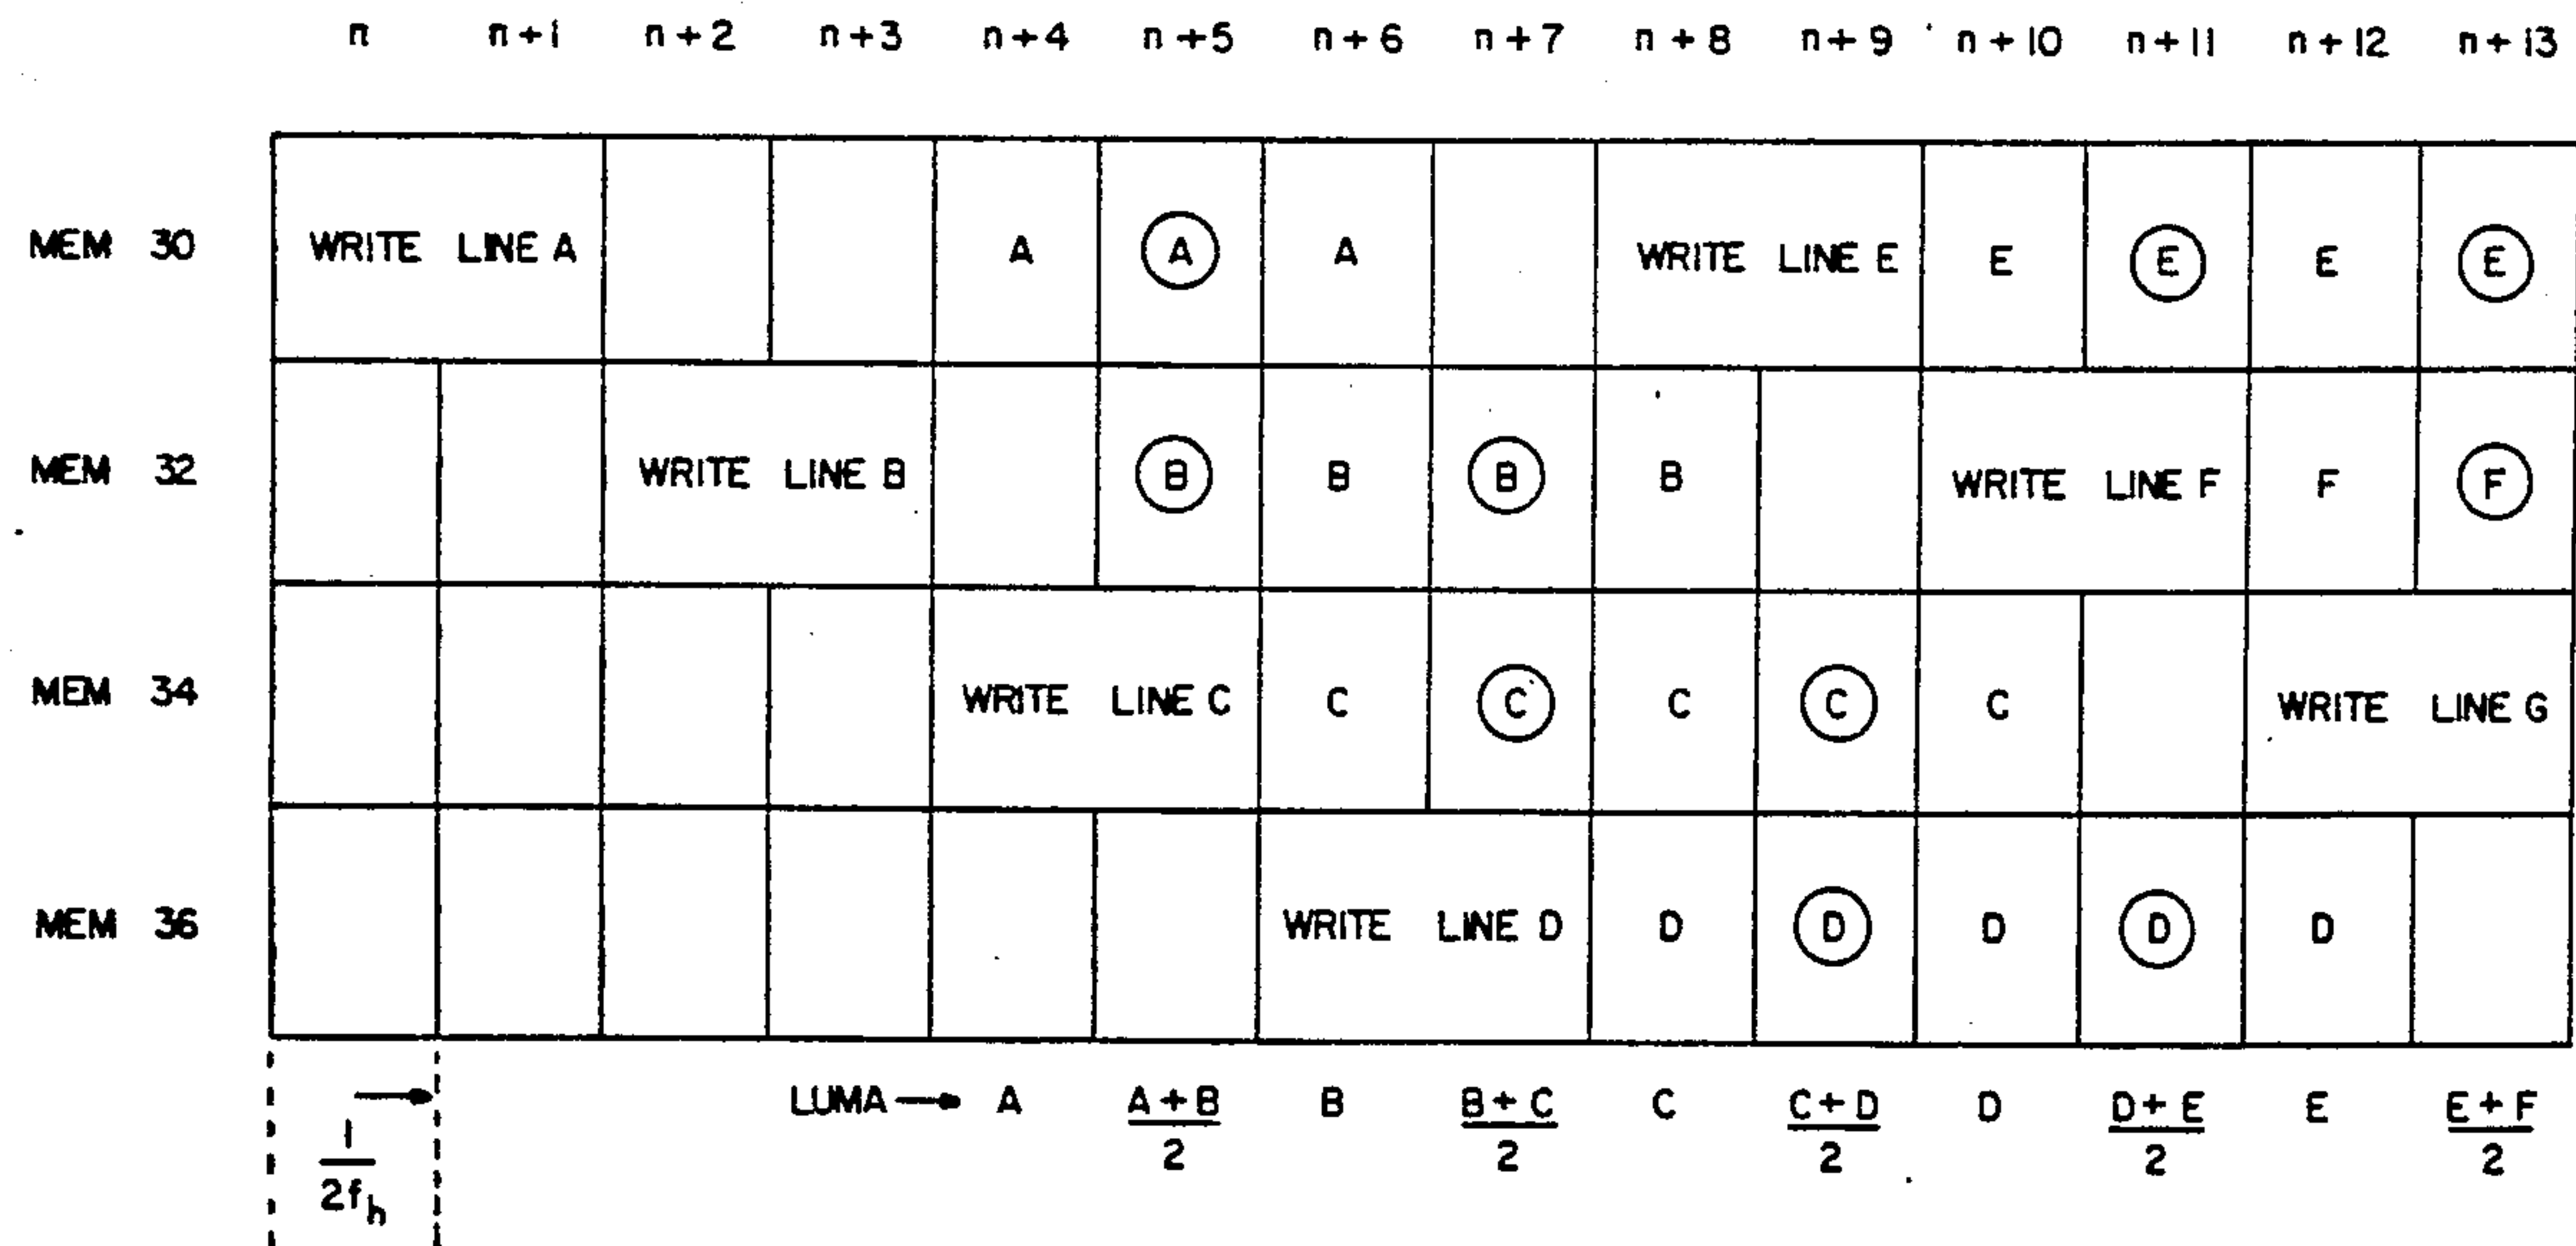 n n+1 n+2 n+3 n+4 n+5 n+6 n+7 n+8 n+9 n+10 n+11 n+12 n+13
MEM 30 WRITE LINE A A A A WRITE LINE E E E E E
MEM 32 WRITE LINE B B B B B WRITE LINE F F F
MEM 34 WRITE LINE C C C C C C WRITE LINE G
MEM 36 WRITE LINE D D D D D D
LUMA → A A+B/2 B B+C/2 C C+D/2 D D+E/2 E E+F/2
1/2fh